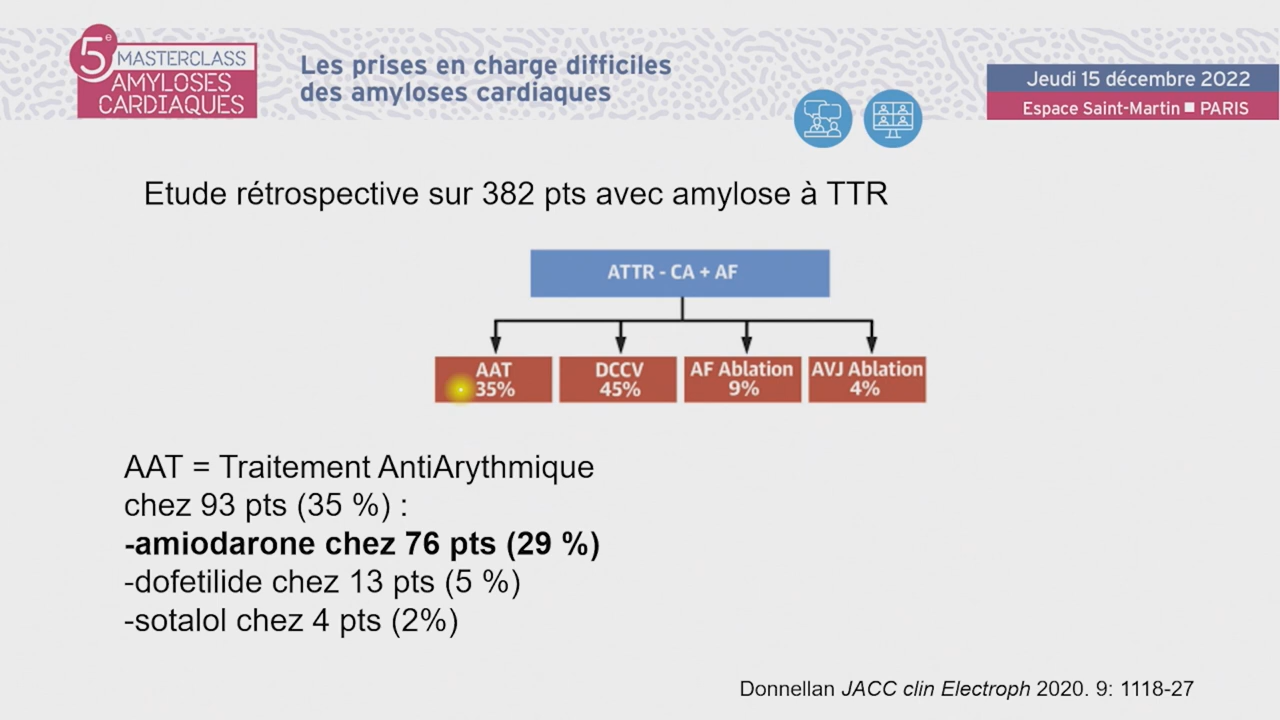 5e
MASTERCLASS
AMYLOSES
CARDIAQUES
Les prises en charge difficiles
des amyloses cardiaques
Jeudi 15 décembre 2022
Espace Saint-Martin ■ PARIS
Etude rétrospective sur 382 pts avec amylose à TTR
ATTR - CA + AF
AAT
35%
DCCV
45%
AF Ablation
9%
AVJ Ablation
4%
AAT = Traitement AntiArythmique
chez 93 pts (35 %) :
-amiodarone chez 76 pts (29 %)
-dofetilide chez 13 pts (5 %)
-sotalol chez 4 pts (2%)
Donnellan JACC clin Electroph 2020. 9: 1118-27